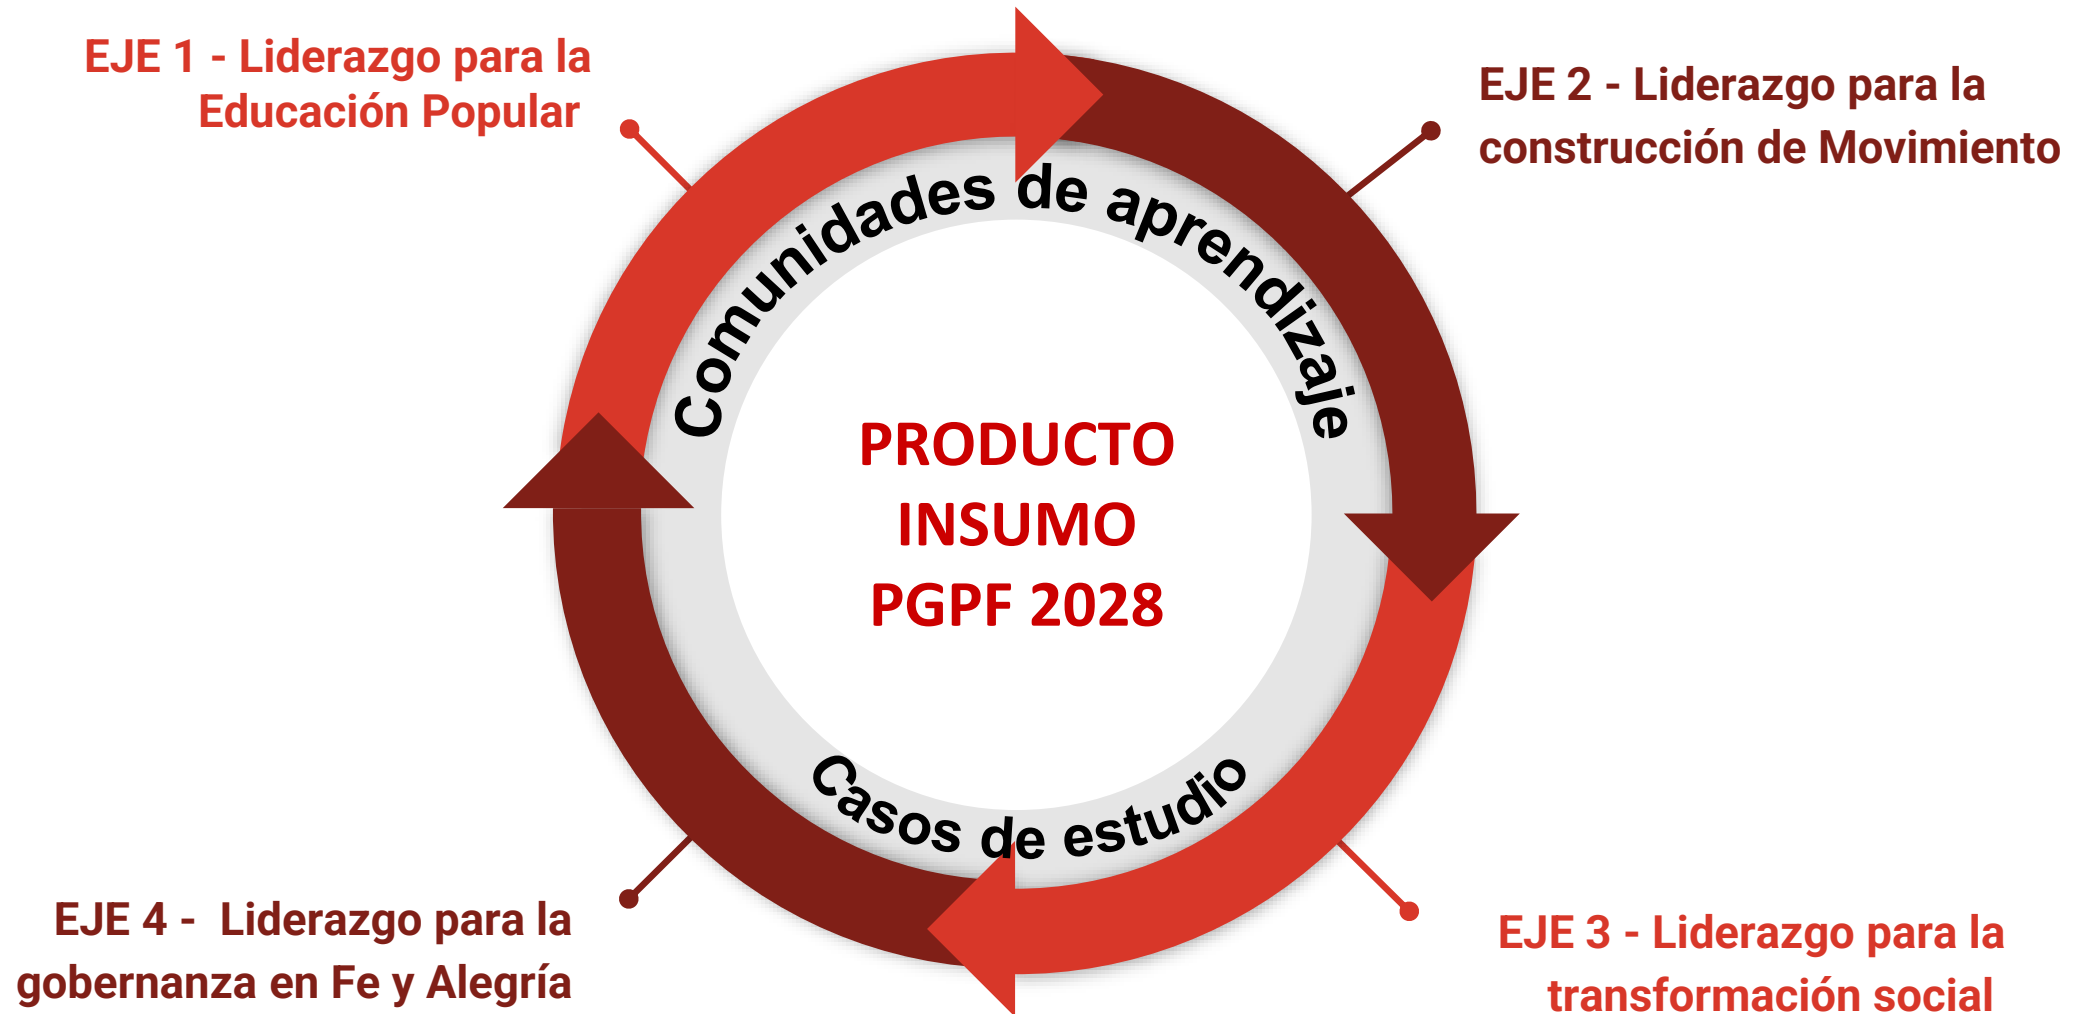 EJE 1 - Liderazgo para la
Educación Popular
EJE 2 - Liderazgo para la
construcción de Movimiento
Comunidades de aprendizaje
PRODUCTO
INSUMO
PGPF 2028
Casos de estudio
EJE 4 - Liderazgo para la
gobernanza en Fe y Alegría
EJE 3 - Liderazgo para la
transformación social